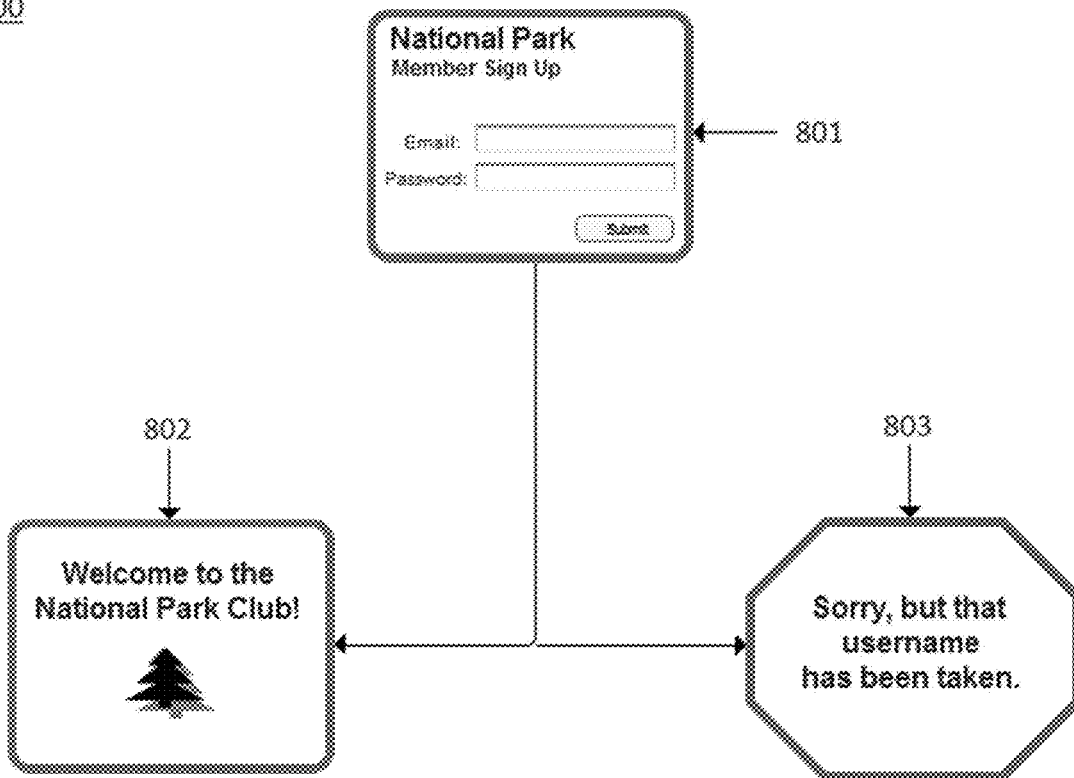 00
National Park
Member Sign Up
801
Email:
Password:
Submit
802
803
Welcome to the
National Park Club!
Sorry, but that
username
has been taken.